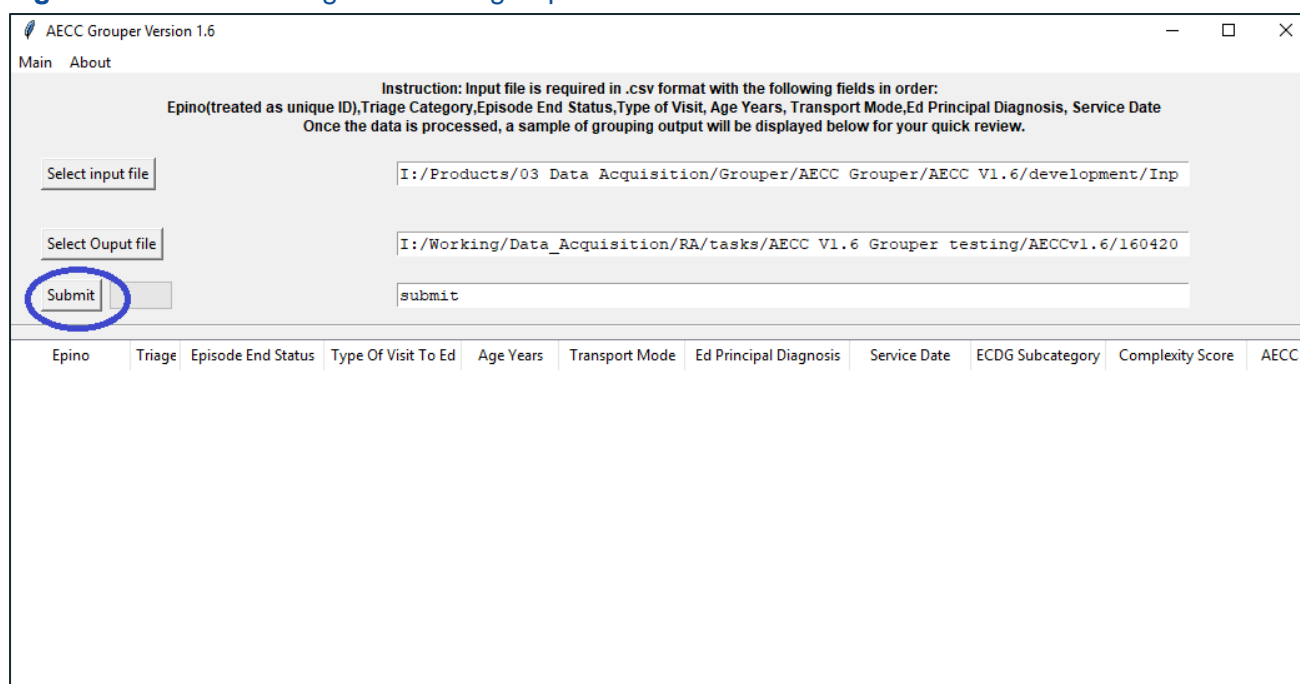 AECC Grouper Version 1.6
Main About
Instruction: Input file is required in .csv format with the following fields in order:
Epino(treated as unique ID),Triage Category,Episode End Status,Type of Visit, Age Years, Transport Mode,Ed Principal Diagnosis, Service Date
Once the data is processed, a sample of grouping output will be displayed below for your quick review.
Select input file I:/Products/03 Data Acquisition/Grouper/AECC Grouper/AECC V1.6/development/Inp
Select Ouput file I:/Working/Data_Acquisition/RA/tasks/AECC V1.6 Grouper testing/AECCv1.6/160420
Submit submit
Epino Triage Episode End Status Type Of Visit To Ed Age Years Transport Mode Ed Principal Diagnosis Service Date ECDG Subcategory Complexity Score AECC